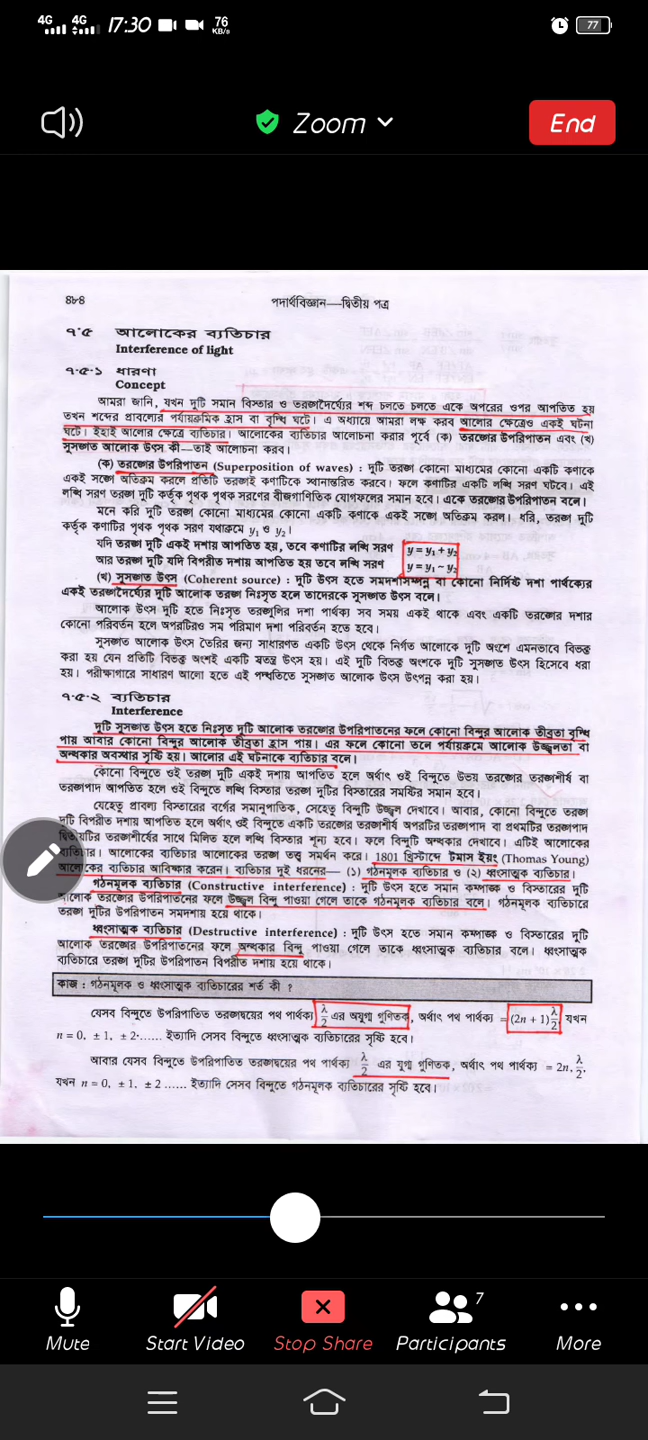 4G 4G 17:30 76 KB/s 77
Zoom End
৪৮৪ পদার্থবিজ্ঞান—দ্বিতীয় পত্র
৭·৫ আলোকের ব্যতিচার
Interference of light
৭·৫·১ ধারণা
Concept
আমরা জানি, যখন দুটি সমান বিস্তার ও তরঙ্গদৈর্ঘ্যের শব্দ চলতে চলতে একে অপরের ওপর আপতিত হয়
তখন শব্দের প্রাবল্যের পর্যায়ক্রমিক হ্রাস বা বৃদ্ধি ঘটে। এ অধ্যায়ে আমরা লক্ষ করব আলোর ক্ষেত্রেও একই ঘটনা
ঘটে। ইহাই আলোর ক্ষেত্রে ব্যতিচার। আলোকের ব্যতিচার আলোচনা করার পূর্বে (ক) তরঙ্গের উপরিপাতন এবং (খ)
সুসঙ্গত আলোক উৎস কী—তাই আলোচনা করব।
(ক) তরঙ্গের উপরিপাতন (Superposition of waves) : দুটি তরঙ্গ কোনো মাধ্যমের কোনো একটি কণাকে
একই সঙ্গে অতিক্রম করলে প্রতিটি তরঙ্গই কণাটিকে স্থানান্তরিত করবে। ফলে কণাটির একটি লব্ধি সরণ ঘটবে। এই
লব্ধি সরণ তরঙ্গ দুটি কর্তৃক পৃথক পৃথক সরণের বীজগাণিতিক যোগফলের সমান হবে। একে তরঙ্গের উপরিপাতন বলে।
মনে করি দুটি তরঙ্গ কোনো মাধ্যমের কোনো একটি কণাকে একই সঙ্গে অতিক্রম করল। ধরি, তরঙ্গ দুটি
কর্তৃক কণাটির পৃথক পৃথক সরণ যথাক্রমে y₁ ও y₂।
যদি তরঙ্গ দুটি একই দশায় আপতিত হয়, তবে কণাটির লব্ধি সরণ y = y₁ + y₂
আর তরঙ্গ দুটি যদি বিপরীত দশায় আপতিত হয় তবে লব্ধি সরণ y = y₁ ~ y₂
(খ) সুসঙ্গত উৎস (Coherent source) : দুটি উৎস হতে সমদশাসম্পন্ন বা কোনো নির্দিষ্ট দশা পার্থক্যের
একই তরঙ্গদৈর্ঘ্যের দুটি আলোক তরঙ্গ নিঃসৃত হলে তাদেরকে সুসঙ্গত উৎস বলে।
আলোক উৎস দুটি হতে নিঃসৃত তরঙ্গগুলির দশা পার্থক্য সব সময় একই থাকে এবং একটি তরঙ্গের দশার
কোনো পরিবর্তন হলে অপরটিরও সম পরিমাণ দশা পরিবর্তন হতে হবে।
সুসঙ্গত আলোক উৎস তৈরির জন্য সাধারণত একটি উৎস থেকে নির্গত আলোকে দুটি অংশে এমনভাবে বিভক্ত
করা হয় যেন প্রতিটি বিভক্ত অংশই একটি স্বতন্ত্র উৎস হয়। এই দুটি বিভক্ত অংশকে দুটি সুসঙ্গত উৎস হিসেবে ধরা
হয়। পরীক্ষাগারে সাধারণ আলো হতে এই পদ্ধতিতে সুসঙ্গত আলোক উৎস উৎপন্ন করা হয়।
৭·৫·২ ব্যতিচার
Interference
দুটি সুসঙ্গত উৎস হতে নিঃসৃত দুটি আলোক তরঙ্গের উপরিপাতনের ফলে কোনো বিন্দুর আলোক তীব্রতা বৃদ্ধি
পায় আবার কোনো বিন্দুর আলোক তীব্রতা হ্রাস পায়। এর ফলে কোনো তলে পর্যায়ক্রমে আলোক উজ্জ্বলতা বা
অন্ধকার অবস্থার সৃষ্টি হয়। আলোর এই ঘটনাকে ব্যতিচার বলে।
কোনো বিন্দুতে ওই তরঙ্গ দুটি একই দশায় আপতিত হলে অর্থাৎ ওই বিন্দুতে উভয় তরঙ্গের তরঙ্গশীর্ষ বা
তরঙ্গপাদ আপতিত হলে ওই বিন্দুতে লব্ধি বিস্তার তরঙ্গ দুটির বিস্তারের সমষ্টির সমান হবে।
যেহেতু প্রাবল্য বিস্তারের বর্গের সমানুপাতিক, সেহেতু বিন্দুটি উজ্জ্বল দেখাবে। আবার, কোনো বিন্দুতে তরঙ্গ
দুটি বিপরীত দশায় আপতিত হলে অর্থাৎ ওই বিন্দুতে একটি তরঙ্গের তরঙ্গশীর্ষ অপরটির তরঙ্গপাদ বা প্রথমটির তরঙ্গপাদ
দ্বিতীয়টির তরঙ্গশীর্ষের সাথে মিলিত হলে লব্ধি বিস্তার শূন্য হবে। ফলে বিন্দুটি অন্ধকার দেখাবে। এটিই আলোকের
ব্যতিচার। আলোকের ব্যতিচার আলোকের তরঙ্গ তত্ত্ব সমর্থন করে। 1801 খ্রিস্টাব্দে টমাস ইয়ং (Thomas Young)
আলোকের ব্যতিচার আবিষ্কার করেন। ব্যতিচার দুই ধরনের— (১) গঠনমূলক ব্যতিচার ও (২) ধ্বংসাত্মক ব্যতিচার।
গঠনমূলক ব্যতিচার (Constructive interference) : দুটি উৎস হতে সমান কম্পাঙ্ক ও বিস্তারের দুটি
আলোক তরঙ্গের উপরিপাতনের ফলে উজ্জ্বল বিন্দু পাওয়া গেলে তাকে গঠনমূলক ব্যতিচার বলে। গঠনমূলক ব্যতিচারে
তরঙ্গ দুটির উপরিপাতন সমদশায় হয়ে থাকে।
ধ্বংসাত্মক ব্যতিচার (Destructive interference) : দুটি উৎস হতে সমান কম্পাঙ্ক ও বিস্তারের দুটি
আলোক তরঙ্গের উপরিপাতনের ফলে অন্ধকার বিন্দু পাওয়া গেলে তাকে ধ্বংসাত্মক ব্যতিচার বলে। ধ্বংসাত্মক
ব্যতিচারে তরঙ্গ দুটির উপরিপাতন বিপরীত দশায় হয়ে থাকে।
কাজ : গঠনমূলক ও ধ্বংসাত্মক ব্যতিচারের শর্ত কী ?
যেসব বিন্দুতে উপরিপাতিত তরঙ্গদ্বয়ের পথ পার্থক্য λ/2 এর অযুগ্ম গুণিতক, অর্থাৎ পথ পার্থক্য = (2n + 1) λ/2 যখন
n = 0, ± 1, ± 2...... ইত্যাদি সেসব বিন্দুতে ধ্বংসাত্মক ব্যতিচারের সৃষ্টি হবে।
আবার যেসব বিন্দুতে উপরিপাতিত তরঙ্গদ্বয়ের পথ পার্থক্য λ/2 এর যুগ্ম গুণিতক, অর্থাৎ পথ পার্থক্য = 2n, λ/2.
যখন n = 0, ± 1, ± 2 ...... ইত্যাদি সেসব বিন্দুতে গঠনমূলক ব্যতিচারের সৃষ্টি হবে।
Mute Start Video Stop Share Participants 7 More